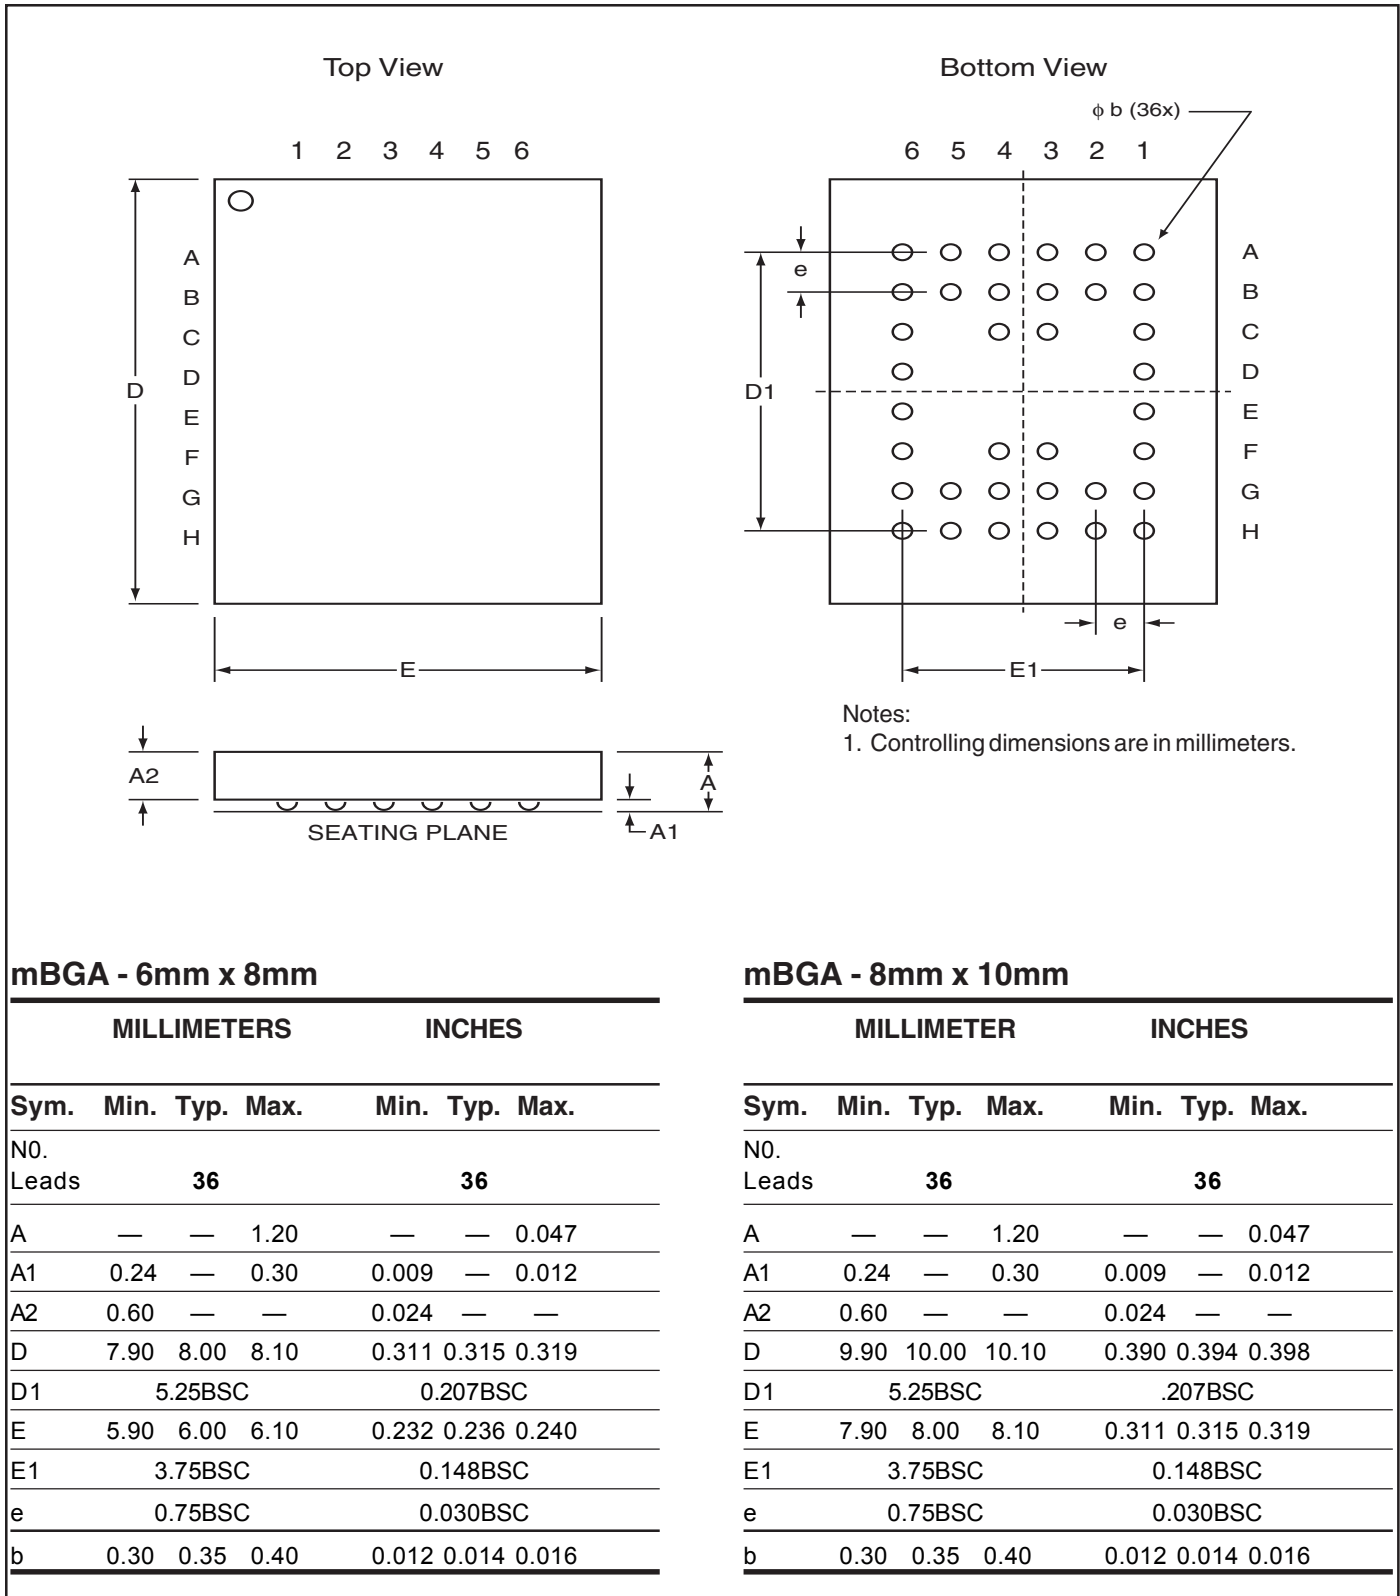 Top View
1 2 3 4 5 6
A
B
C
D
E
F
G
H
D
E
Bottom View
ϕ b (36x)
6 5 4 3 2 1
A
B
C
D
E
F
G
H
e
D1
e
E1
Notes:
1. Controlling dimensions are in millimeters.
A2
A
A1
SEATING PLANE
mBGA - 6mm x 8mm
MILLIMETERS INCHES
Sym. Min. Typ. Max. Min. Typ. Max.
N0.
Leads 36 36
A — — 1.20 — — 0.047
A1 0.24 — 0.30 0.009 — 0.012
A2 0.60 — — 0.024 — —
D 7.90 8.00 8.10 0.311 0.315 0.319
D1 5.25BSC 0.207BSC
E 5.90 6.00 6.10 0.232 0.236 0.240
E1 3.75BSC 0.148BSC
e 0.75BSC 0.030BSC
b 0.30 0.35 0.40 0.012 0.014 0.016
mBGA - 8mm x 10mm
MILLIMETER INCHES
Sym. Min. Typ. Max. Min. Typ. Max.
N0.
Leads 36 36
A — — 1.20 — — 0.047
A1 0.24 — 0.30 0.009 — 0.012
A2 0.60 — — 0.024 — —
D 9.90 10.00 10.10 0.390 0.394 0.398
D1 5.25BSC .207BSC
E 7.90 8.00 8.10 0.311 0.315 0.319
E1 3.75BSC 0.148BSC
e 0.75BSC 0.030BSC
b 0.30 0.35 0.40 0.012 0.014 0.016